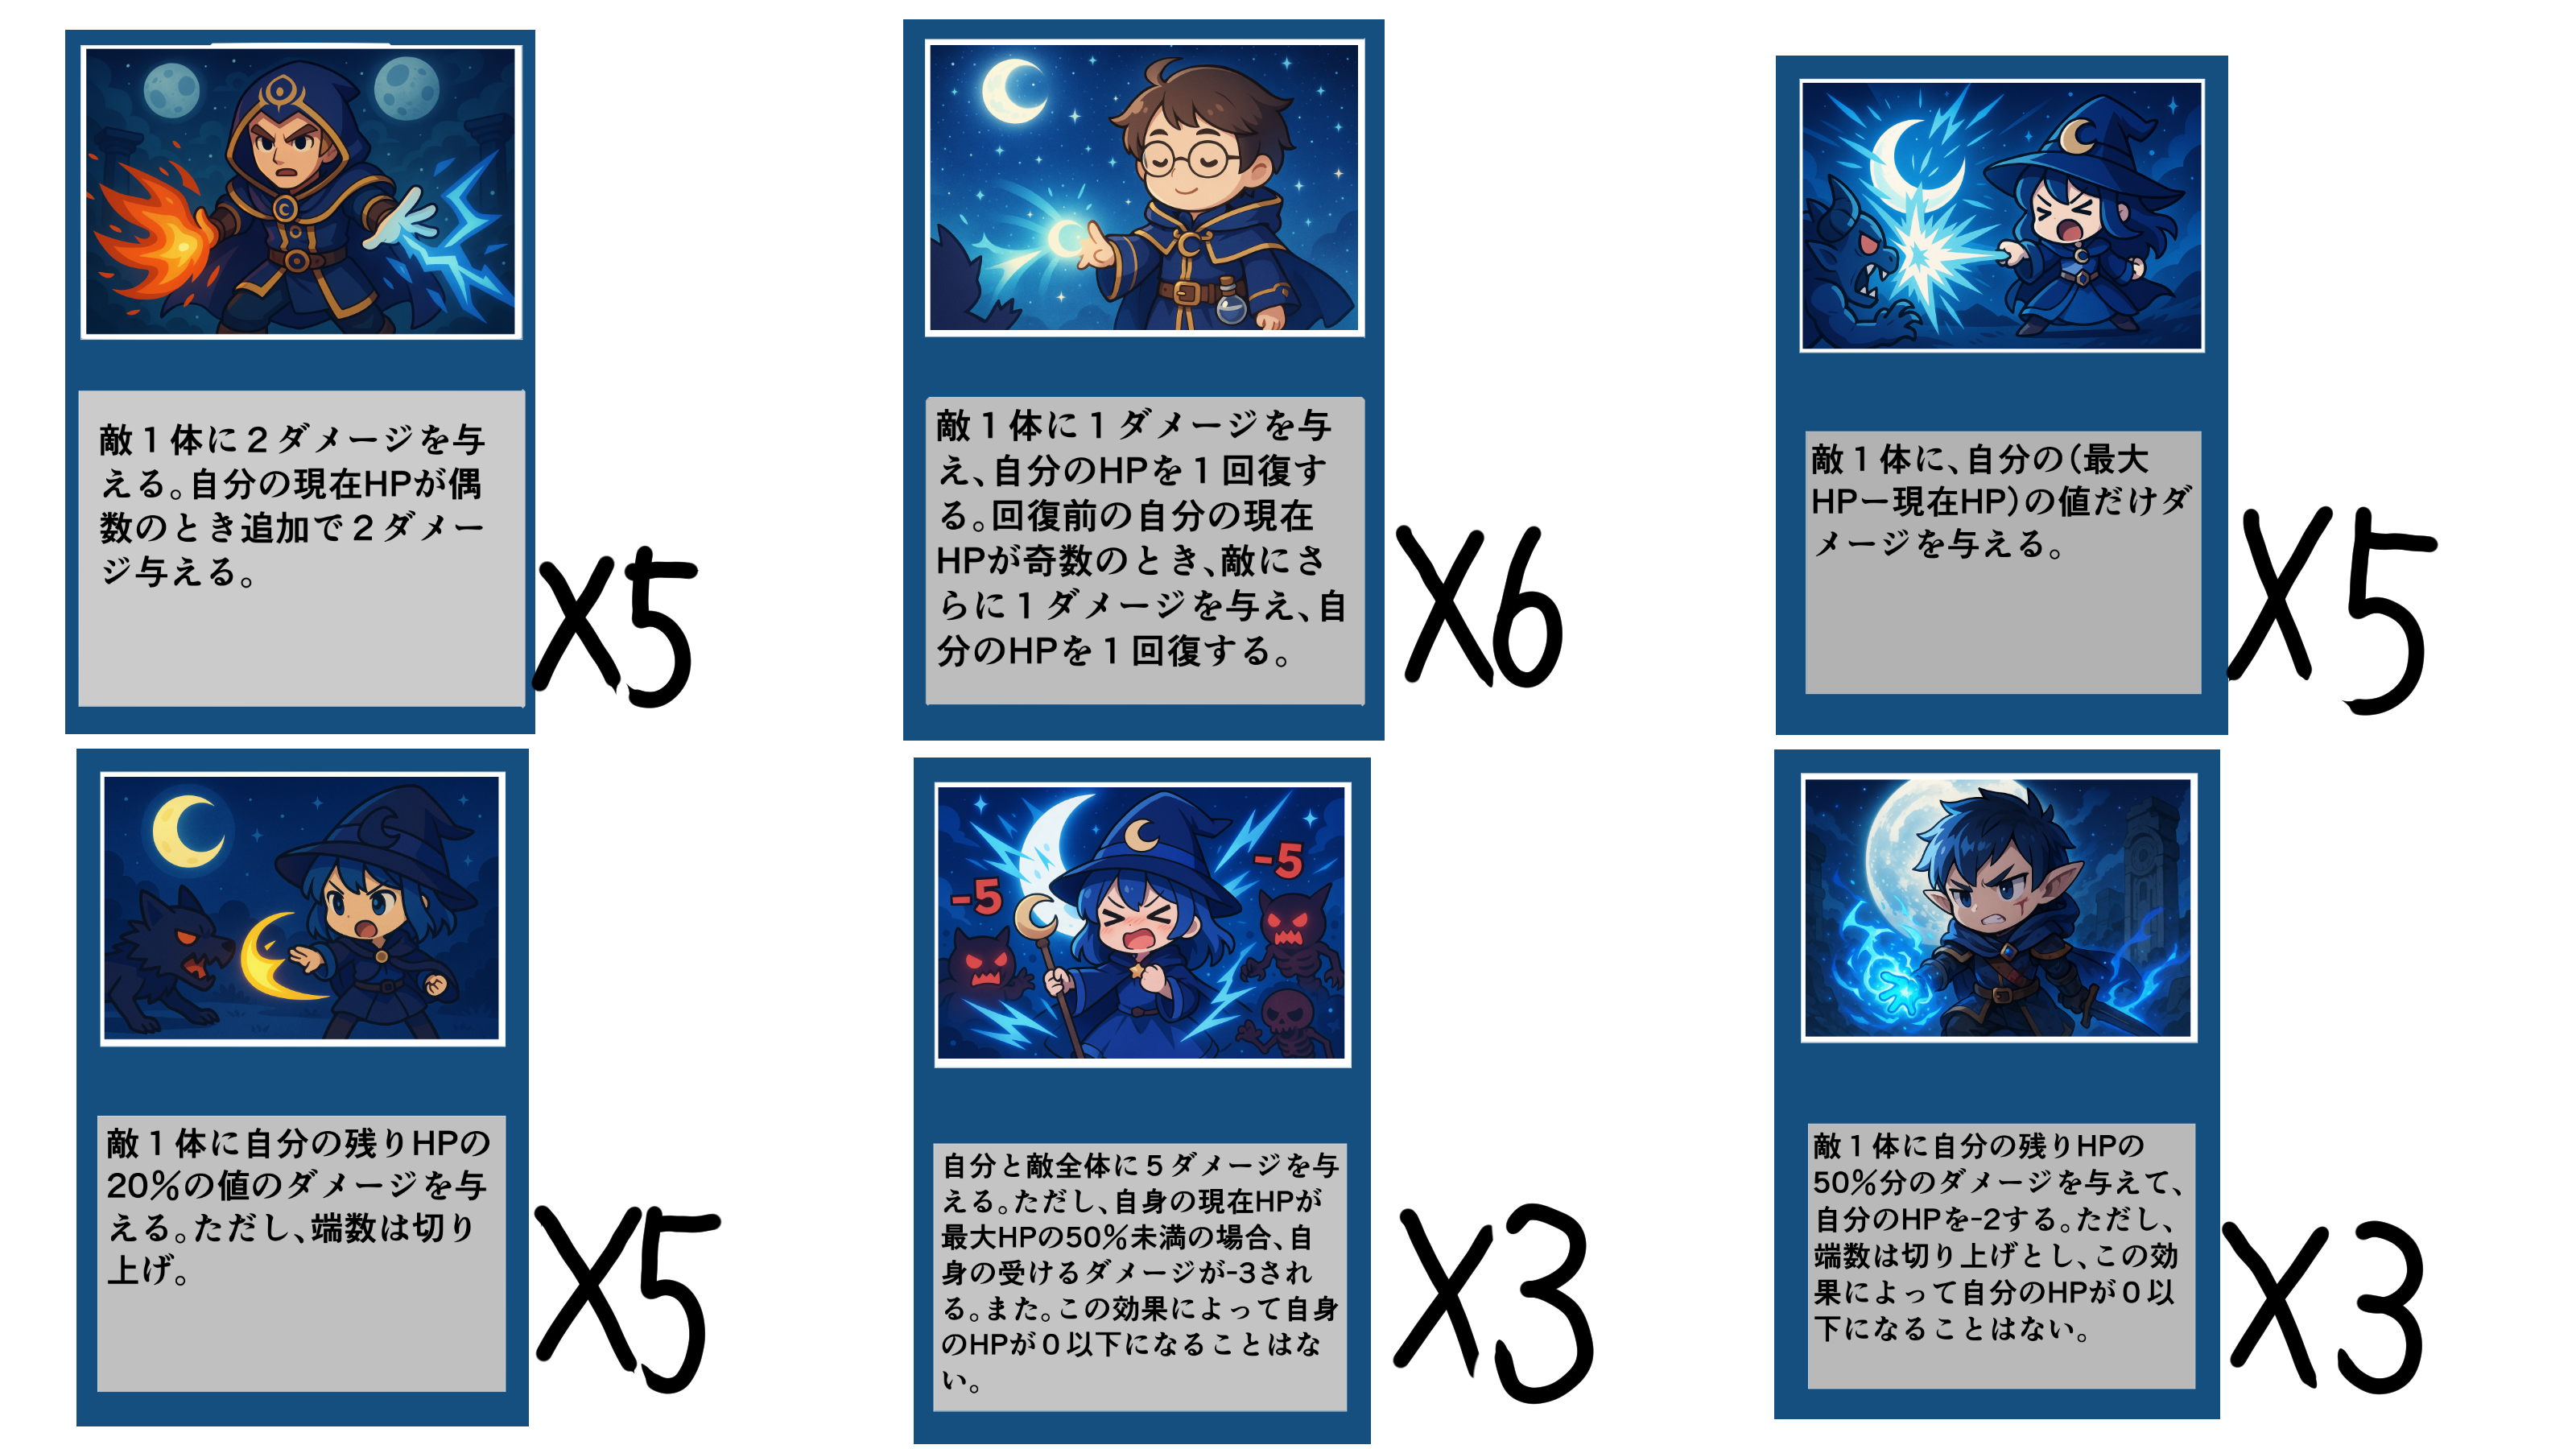 敵１体に２ダメージを与
える。自分の現在HPが偶
数のとき追加で２ダメー
ジ与える。
X5
敵１体に１ダメージを与
え、自分のHPを１回復す
る。回復前の自分の現在
HPが奇数のとき、敵にさ
らに１ダメージを与え、自
分のHPを１回復する。
X6
敵１体に、自分の（最大
HPー現在HP）の値だけダ
メージを与える。
X5
敵１体に自分の残りHPの
20％の値のダメージを与
える。ただし、端数は切り
上げ。
X5
-5
-5
自分と敵全体に５ダメージを与
える。ただし、自身の現在HPが
最大HPの50％未満の場合、自
身の受けるダメージが-3され
る。また。この効果によって自身
のHPが０以下になることはな
い。
X3
敵１体に自分の残りHPの
50％分のダメージを与えて、
自分のHPを-2する。ただし、
端数は切り上げとし、この効
果によって自分のHPが０以
下になることはない。
X3